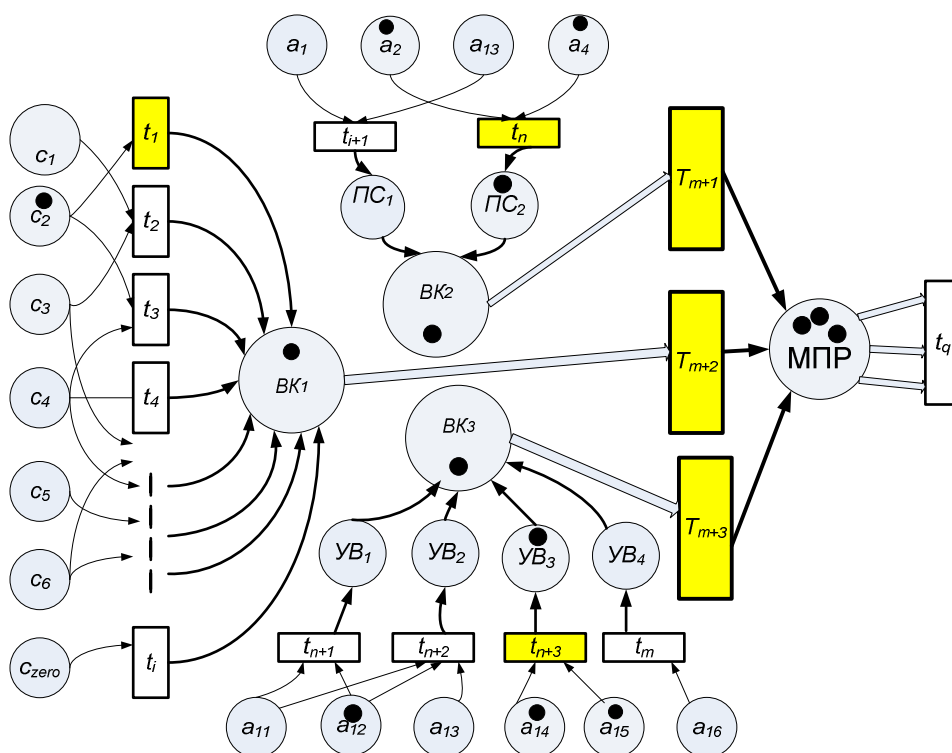 a1 a2 a13 a4
c1 t1
ti+1 tn
Tm+1
c2 t2
ПС1 ПС2
c3 t3
ВК2
МПР tq
c4 t4
ВК1
Tm+2
ВК3
c5
Tm+3
c6
УВ1 УВ2 УВ3 УВ4
czero ti
tn+1 tn+2 tn+3 tm
a11 a12 a13 a14 a15 a16